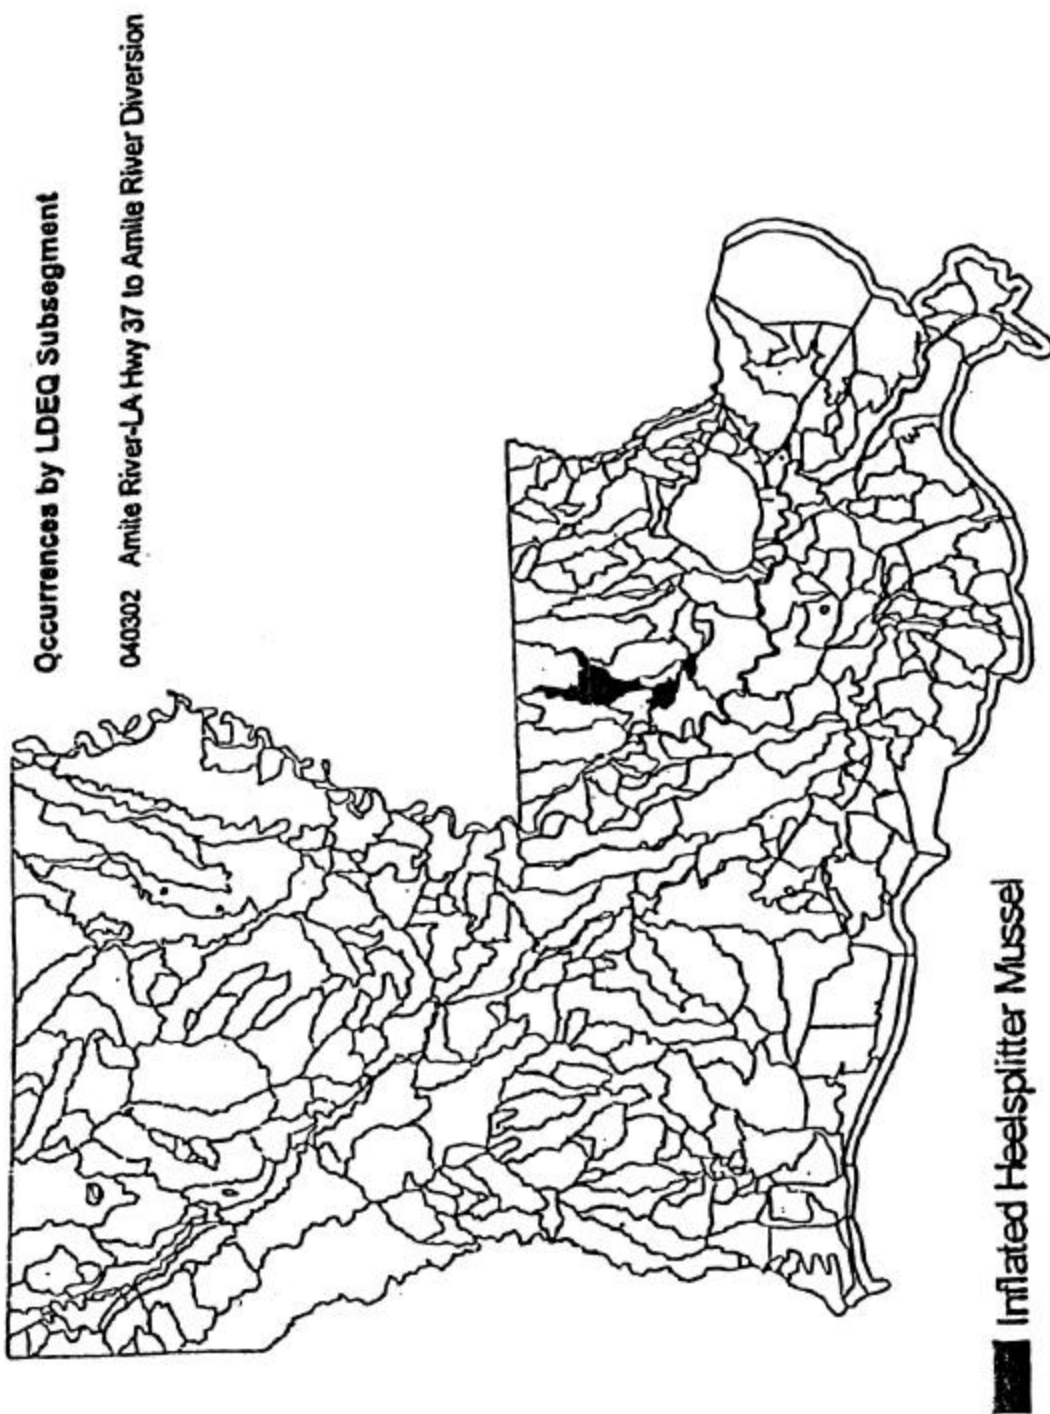 Occurrences by LDEQ Subsegment
040302 Amite River-LA Hwy 37 to Amite River Diversion
Inflated Heelsplitter Mussel